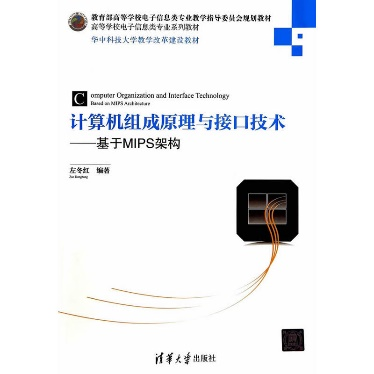 教育部高等学校电子信息类专业教学指导委员会规划教材
高等学校电子信息类专业系列教材
华中科技大学教学改革建设教材
Computer Organization and Interface Technology
Based on MIPS Architecture
计算机组成原理与接口技术
——基于MIPS架构
左冬红 编著
Zuo Donghong
清华大学出版社